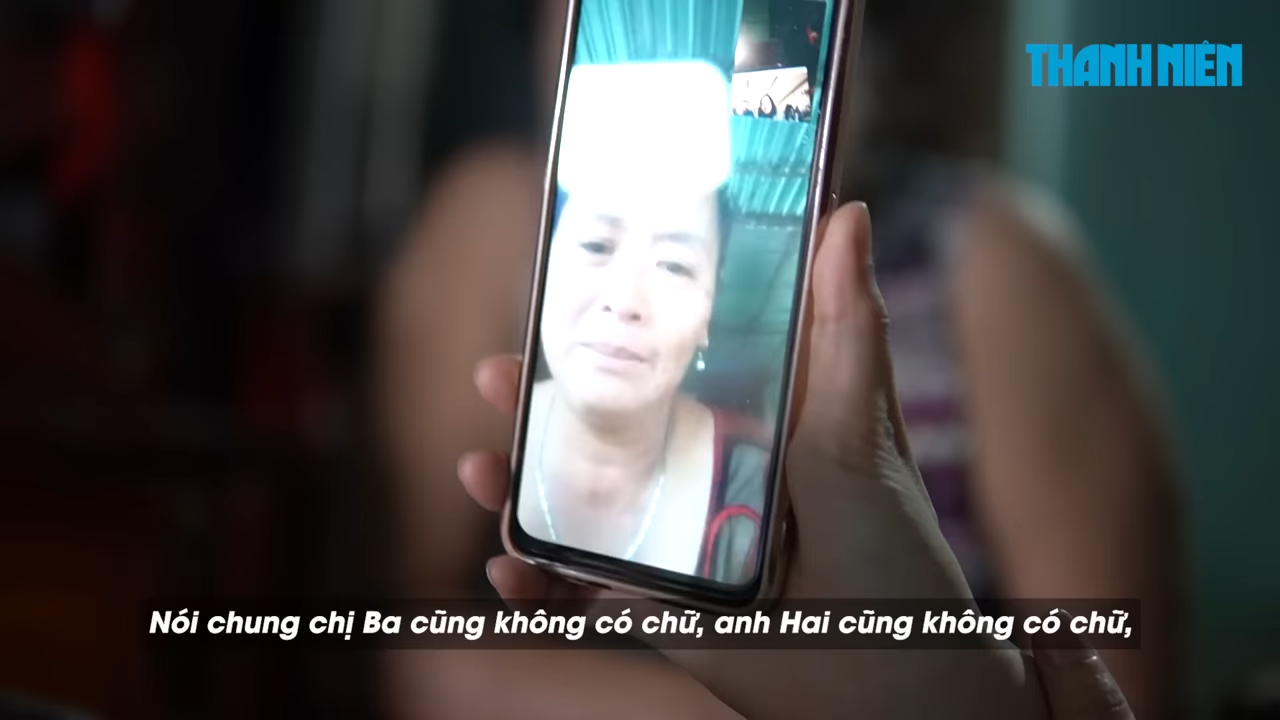 THANH NIÊN
Nói chung chị Ba cũng không có chữ, anh Hai cũng không có chữ,